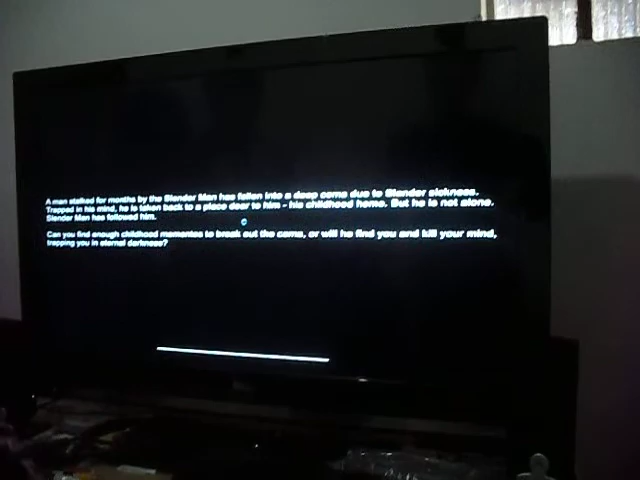 A man stalked for months by the Slender Man has fallen into a deep coma due to Slender sickness.
Trapped in his mind, he is taken back to a place dear to him - his childhood home. But he is not alone.
Slender Man has followed him.
Can you find enough childhood mementos to break out the coma, or will he find you and kill your mind,
trapping you in eternal darkness?